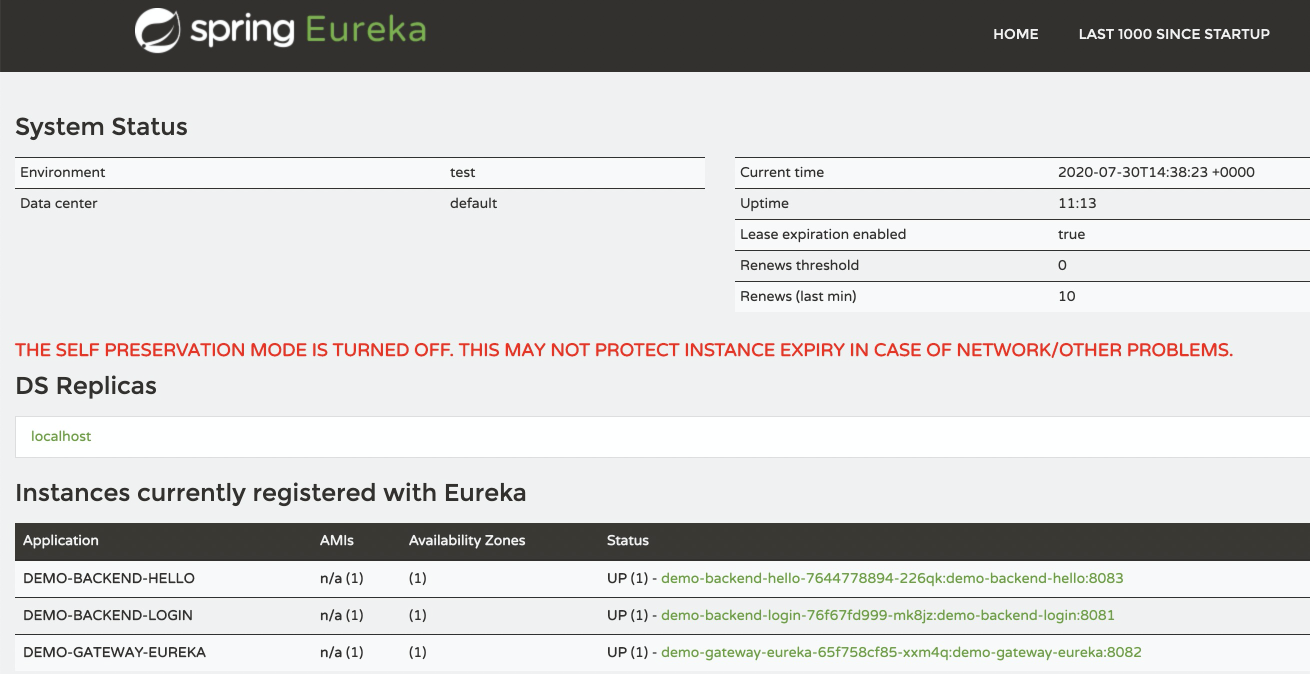 spring Eureka
HOME LAST 1000 SINCE STARTUP
System Status
Environment test
Data center default
Current time 2020-07-30T14:38:23 +0000
Uptime 11:13
Lease expiration enabled true
Renews threshold 0
Renews (last min) 10
THE SELF PRESERVATION MODE IS TURNED OFF. THIS MAY NOT PROTECT INSTANCE EXPIRY IN CASE OF NETWORK/OTHER PROBLEMS.
DS Replicas
localhost
Instances currently registered with Eureka
Application AMIs Availability Zones Status
DEMO-BACKEND-HELLO n/a (1) (1) UP (1) - demo-backend-hello-7644778894-226qk:demo-backend-hello:8083
DEMO-BACKEND-LOGIN n/a (1) (1) UP (1) - demo-backend-login-76f67fd999-mk8jz:demo-backend-login:8081
DEMO-GATEWAY-EUREKA n/a (1) (1) UP (1) - demo-gateway-eureka-65f758cf85-xxm4q:demo-gateway-eureka:8082